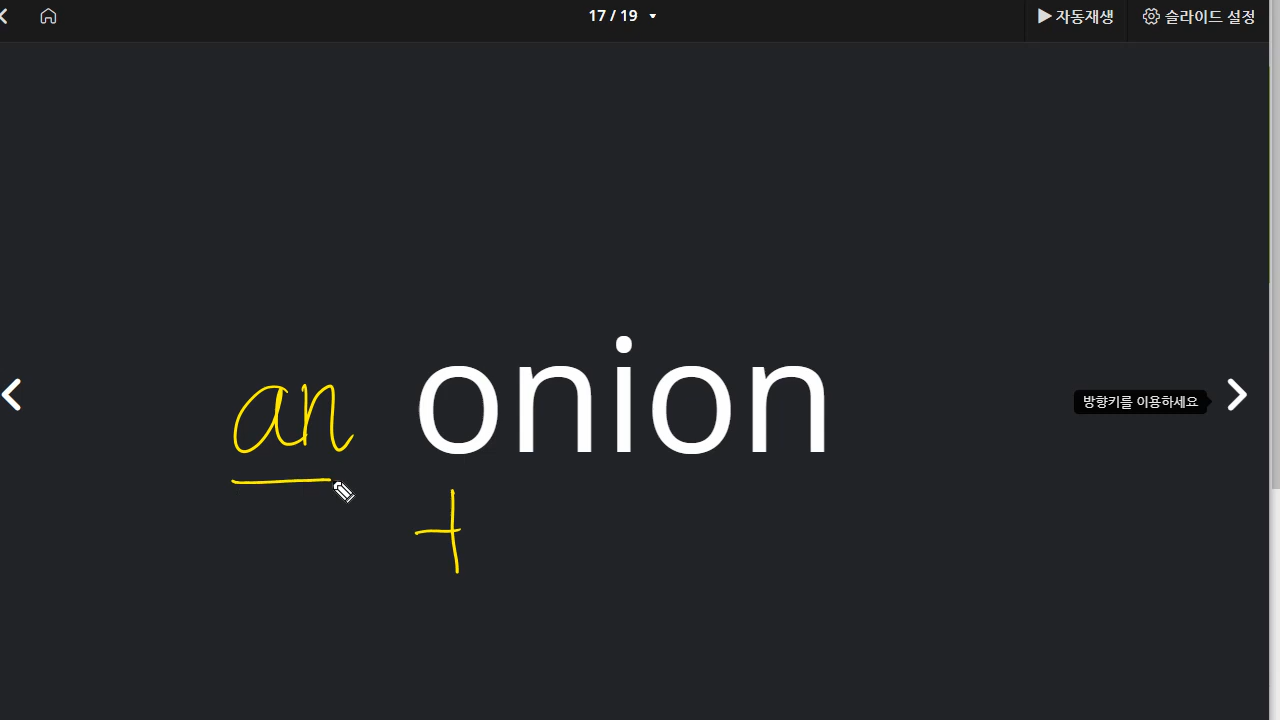 17 / 19
자동재생
슬라이드 설정
an onion
방향키를 이용하세요